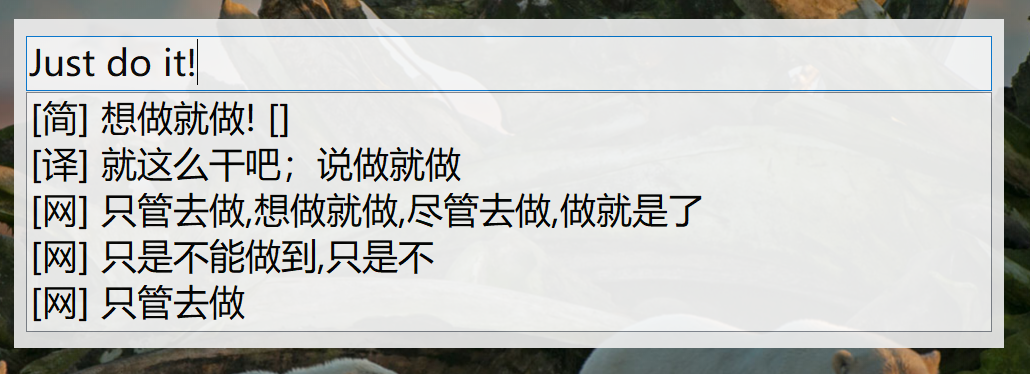 Just do it!
[简] 想做就做! []
[译] 就这么干吧；说做就做
[网] 只管去做,想做就做,尽管去做,做就是了
[网] 只是不能做到,只是不
[网] 只管去做